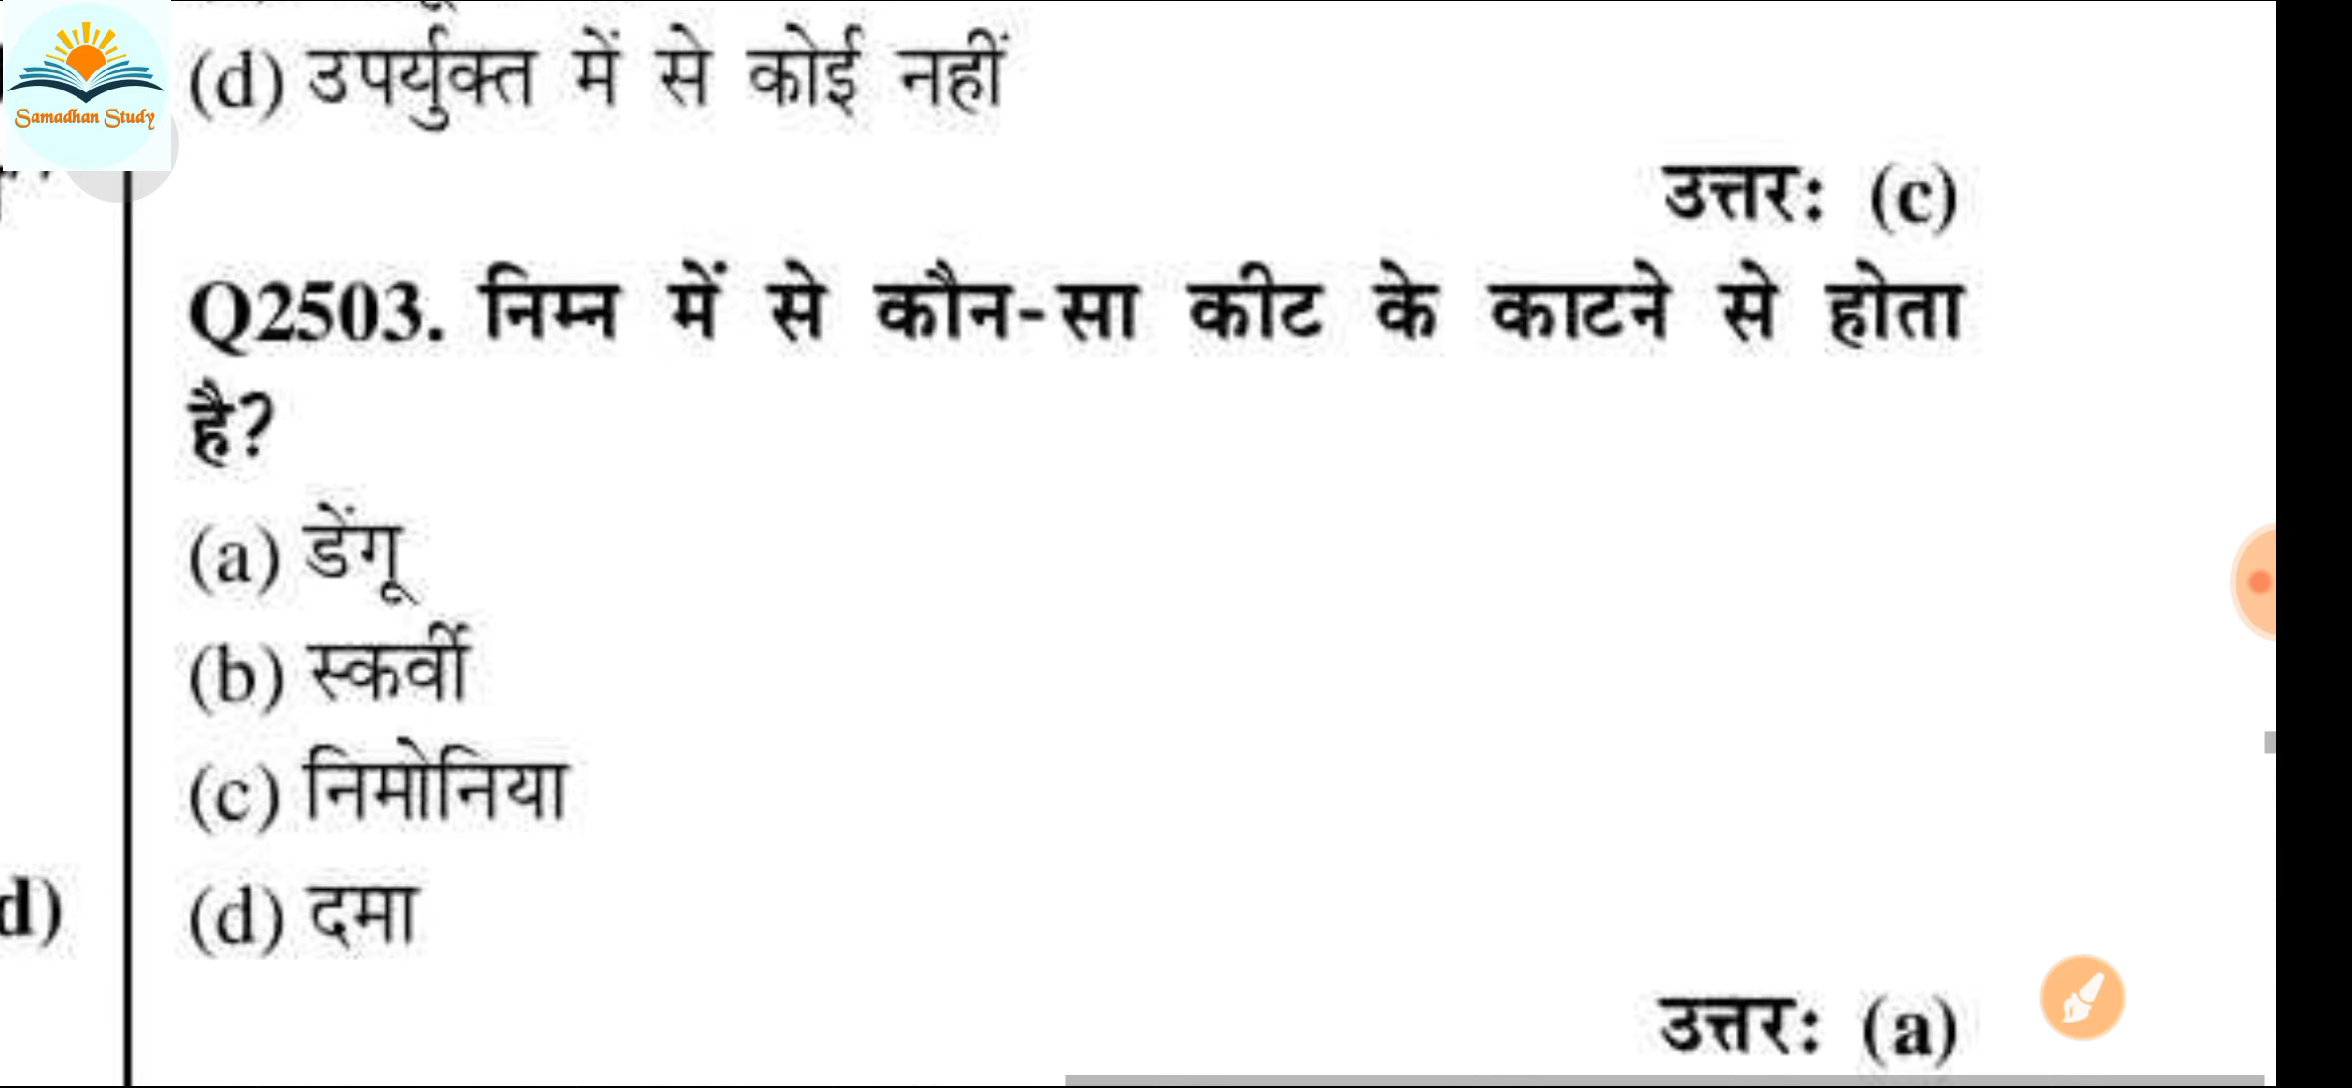 Samadhan Study
(d) उपर्युक्त में से कोई नहीं
उत्तरः (c)
Q2503. निम्न में से कौन-सा कीट के काटने से होता
है?
(a) डेंगू
(b) स्कर्वी
(c) निमोनिया
d)
(d) दमा
उत्तरः (a)